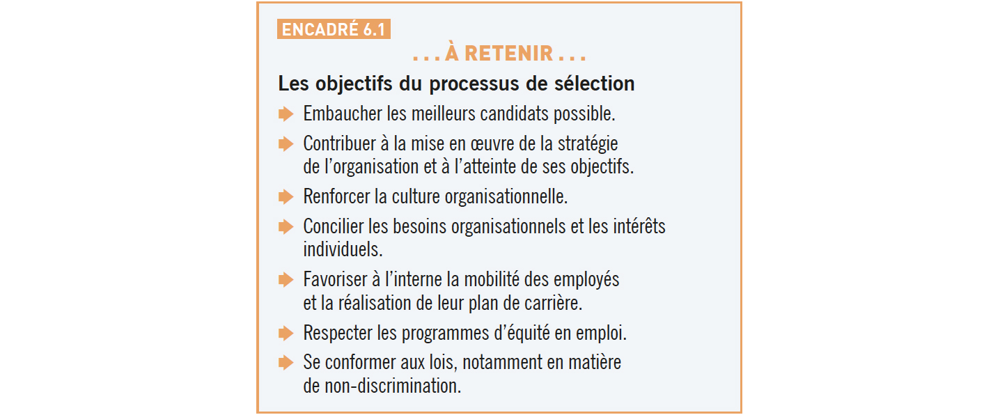 ENCADRÉ 6.1
...À RETENIR...
Les objectifs du processus de sélection
Embaucher les meilleurs candidats possible.
Contribuer à la mise en œuvre de la stratégie
de l’organisation et à l’atteinte de ses objectifs.
Renforcer la culture organisationnelle.
Concilier les besoins organisationnels et les intérêts
individuels.
Favoriser à l’interne la mobilité des employés
et la réalisation de leur plan de carrière.
Respecter les programmes d’équité en emploi.
Se conformer aux lois, notamment en matière
de non-discrimination.